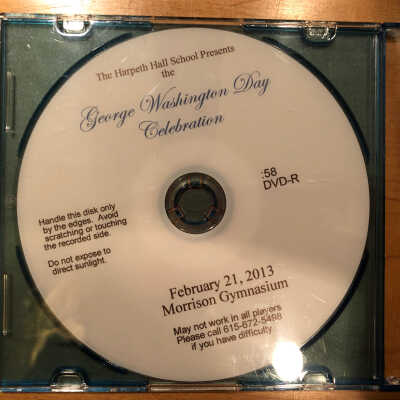 The Harpeth Hall School Presents
the
George Washington Day
Celebration
:58
DVD-R
Handle this disk only
by the edges. Avoid
scratching or touching
the recorded side.
Do not expose to
direct sunlight.
February 21, 2013
Morrison Gymnasium
May not work in all players
Please call 615-672-5498
if you have difficulty